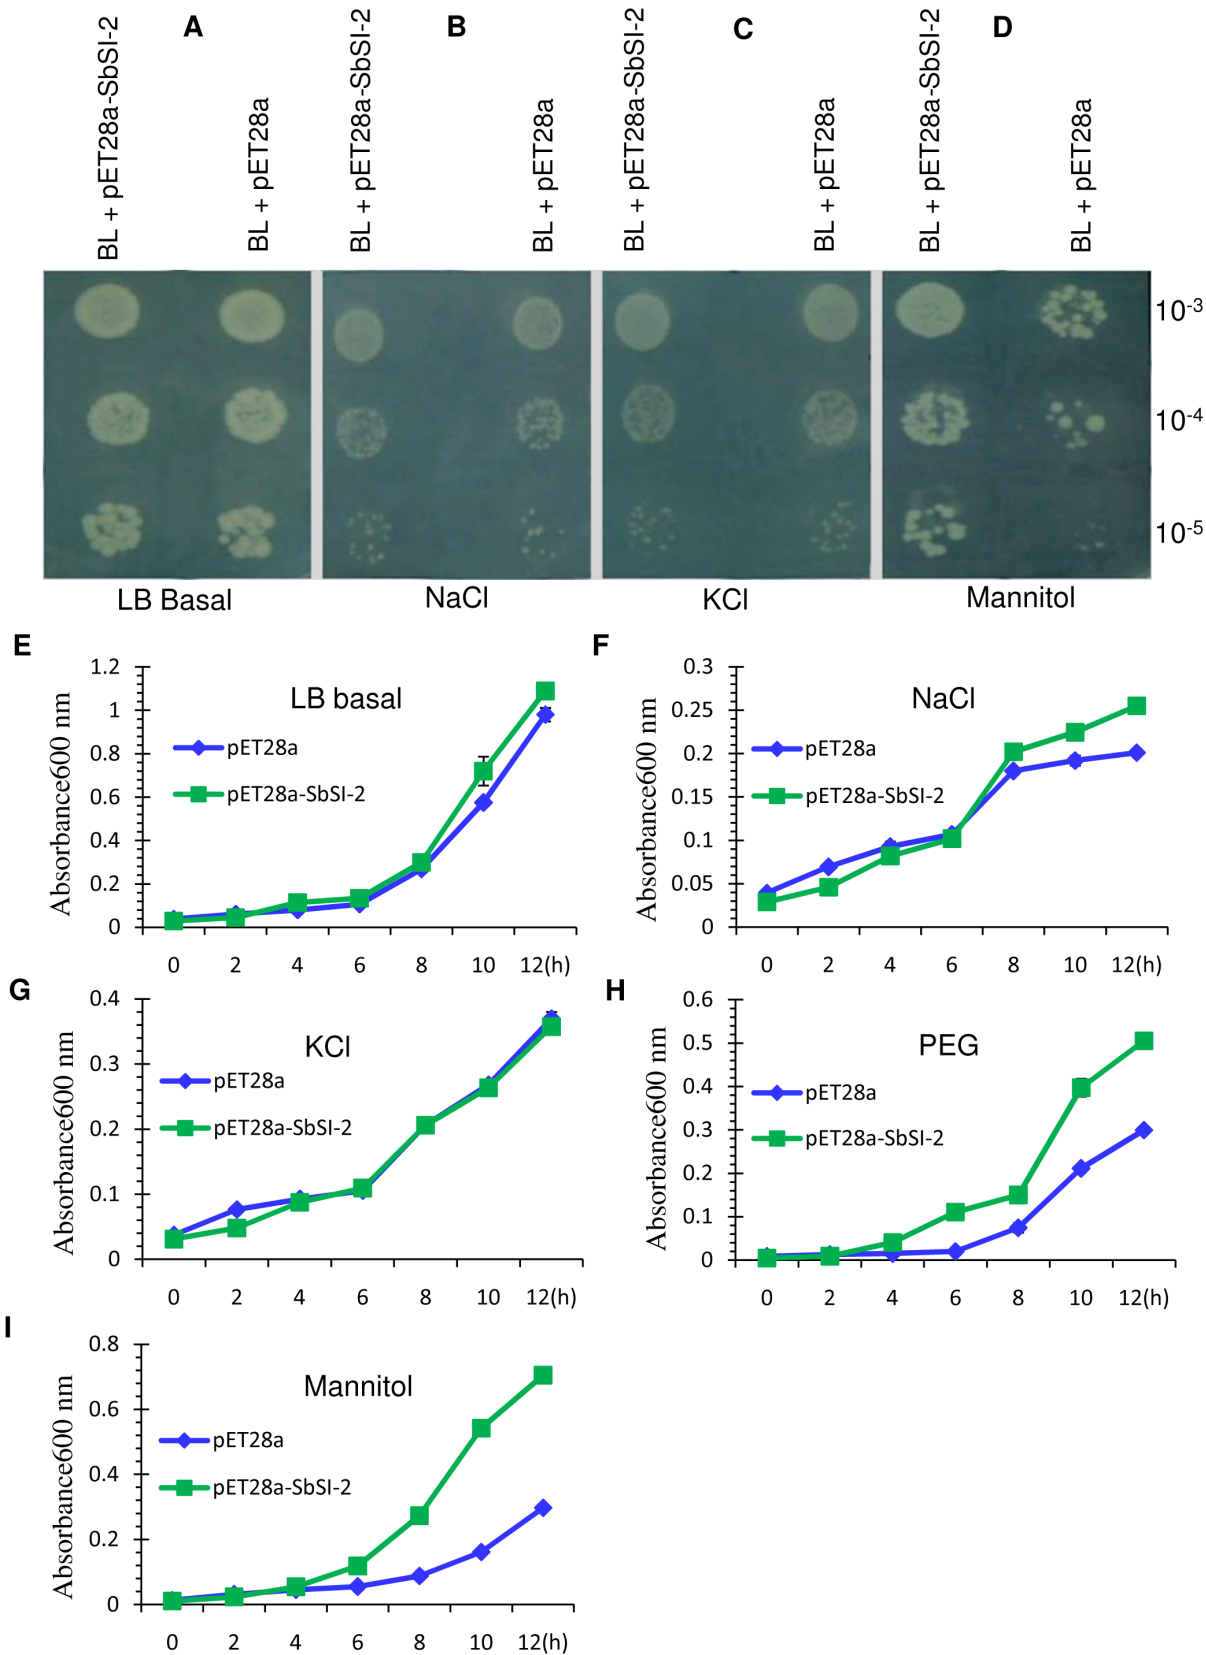 A
B
C
D
BL + pET28a-SbSI-2
BL + pET28a
BL + pET28a-SbSI-2
BL + pET28a
BL + pET28a-SbSI-2
BL + pET28a
BL + pET28a-SbSI-2
BL + pET28a
10-3
10-4
10-5
LB Basal
NaCl
KCl
Mannitol
E
Absorbance600 nm
1.2
1
0.8
0.6
0.4
0.2
0
LB basal
pET28a
pET28a-SbSI-2
0 2 4 6 8 10 12(h)
F
Absorbance600 nm
0.3
0.25
0.2
0.15
0.1
0.05
0
NaCl
pET28a
pET28a-SbSI-2
0 2 4 6 8 10 12(h)
G
Absorbance600 nm
0.4
0.3
0.2
0.1
0
KCl
pET28a
pET28a-SbSI-2
0 2 4 6 8 10 12(h)
H
Absorbance600 nm
0.6
0.5
0.4
0.3
0.2
0.1
0
PEG
pET28a
pET28a-SbSI-2
0 2 4 6 8 10 12(h)
I
Absorbance600 nm
0.8
0.6
0.4
0.2
0
Mannitol
pET28a
pET28a-SbSI-2
0 2 4 6 8 10 12(h)